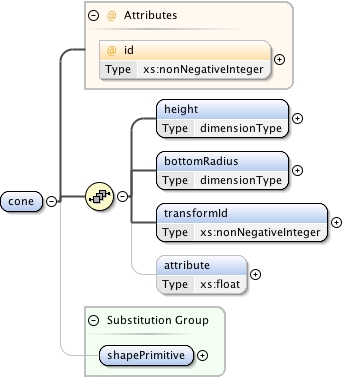 @ Attributes
@ id
Type xs:nonNegativeInteger
height
Type dimensionType
bottomRadius
Type dimensionType
cone
transformId
Type xs:nonNegativeInteger
attribute
Type xs:float
Substitution Group
shapePrimitive